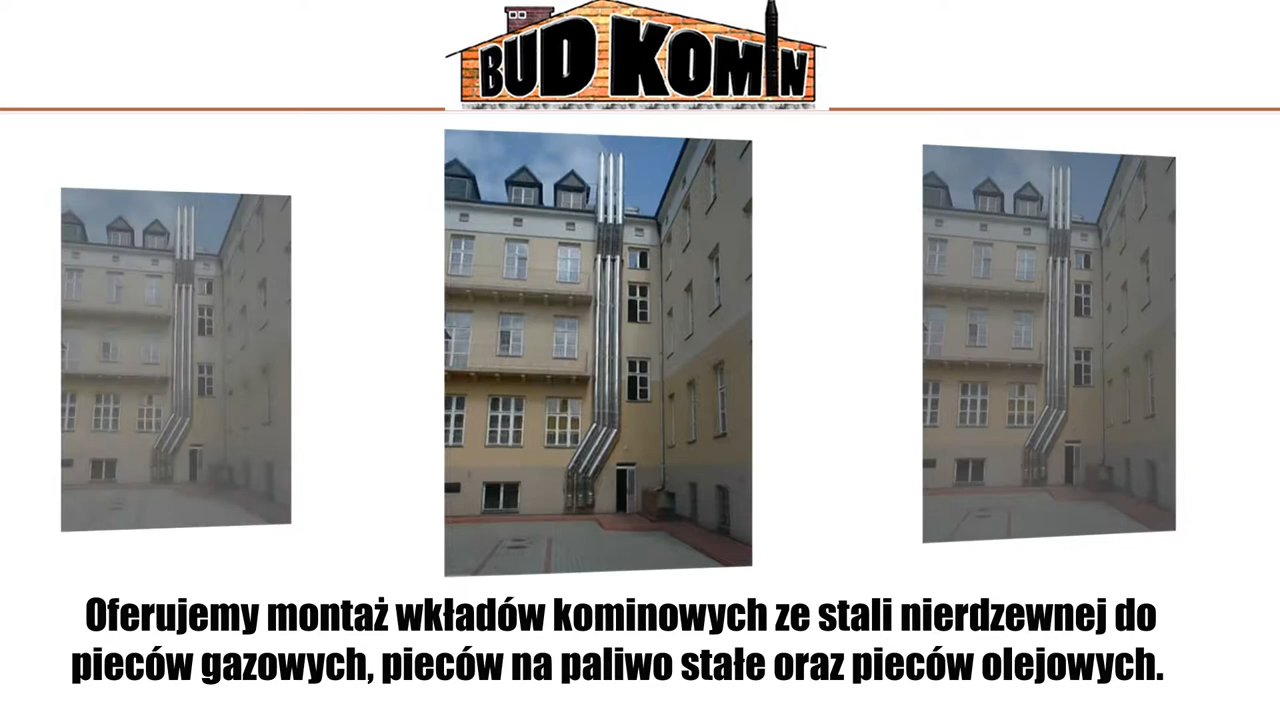 BUD KOMIN
Oferujemy montaż wkładów kominowych ze stali nierdzewnej do
pieców gazowych, pieców na paliwo stałe oraz pieców olejowych.